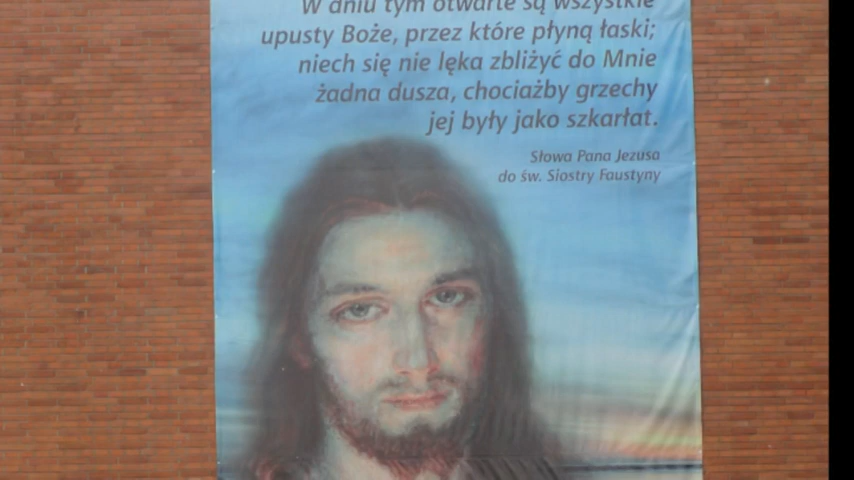 W dniu tym otwarte są wszystkie
upusty Boże, przez które płyną łaski;
niech się nie lęka zbliżyć do Mnie
żadna dusza, chociażby grzechy
jej były jako szkarłat.
Słowa Pana Jezusa
do św. Siostry Faustyny